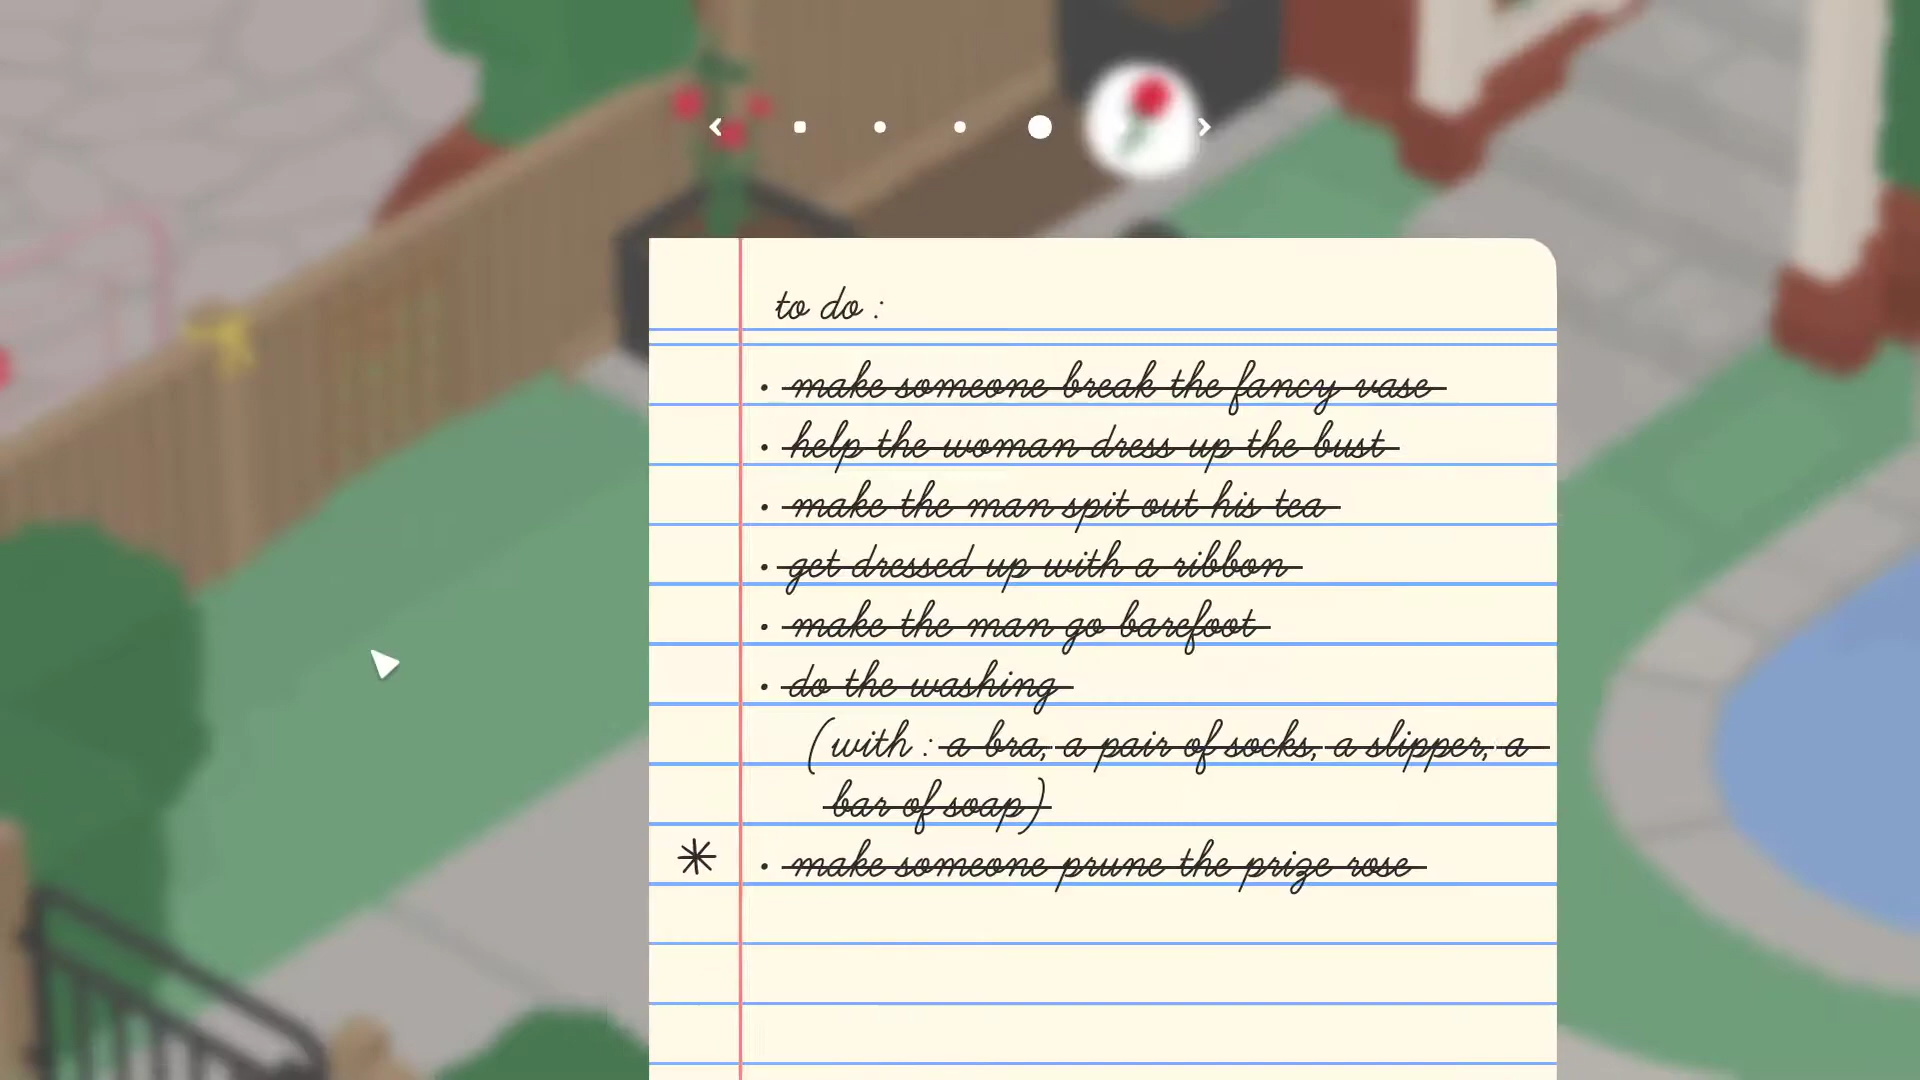 to do :
• make someone break the fancy vase
• help the woman dress up the bust
• make the man spit out his tea
• get dressed up with a ribbon
• make the man go barefoot
• do the washing
(with : a bra, a pair of socks, a slipper, a
bar of soap)
* • make someone prune the prize rose